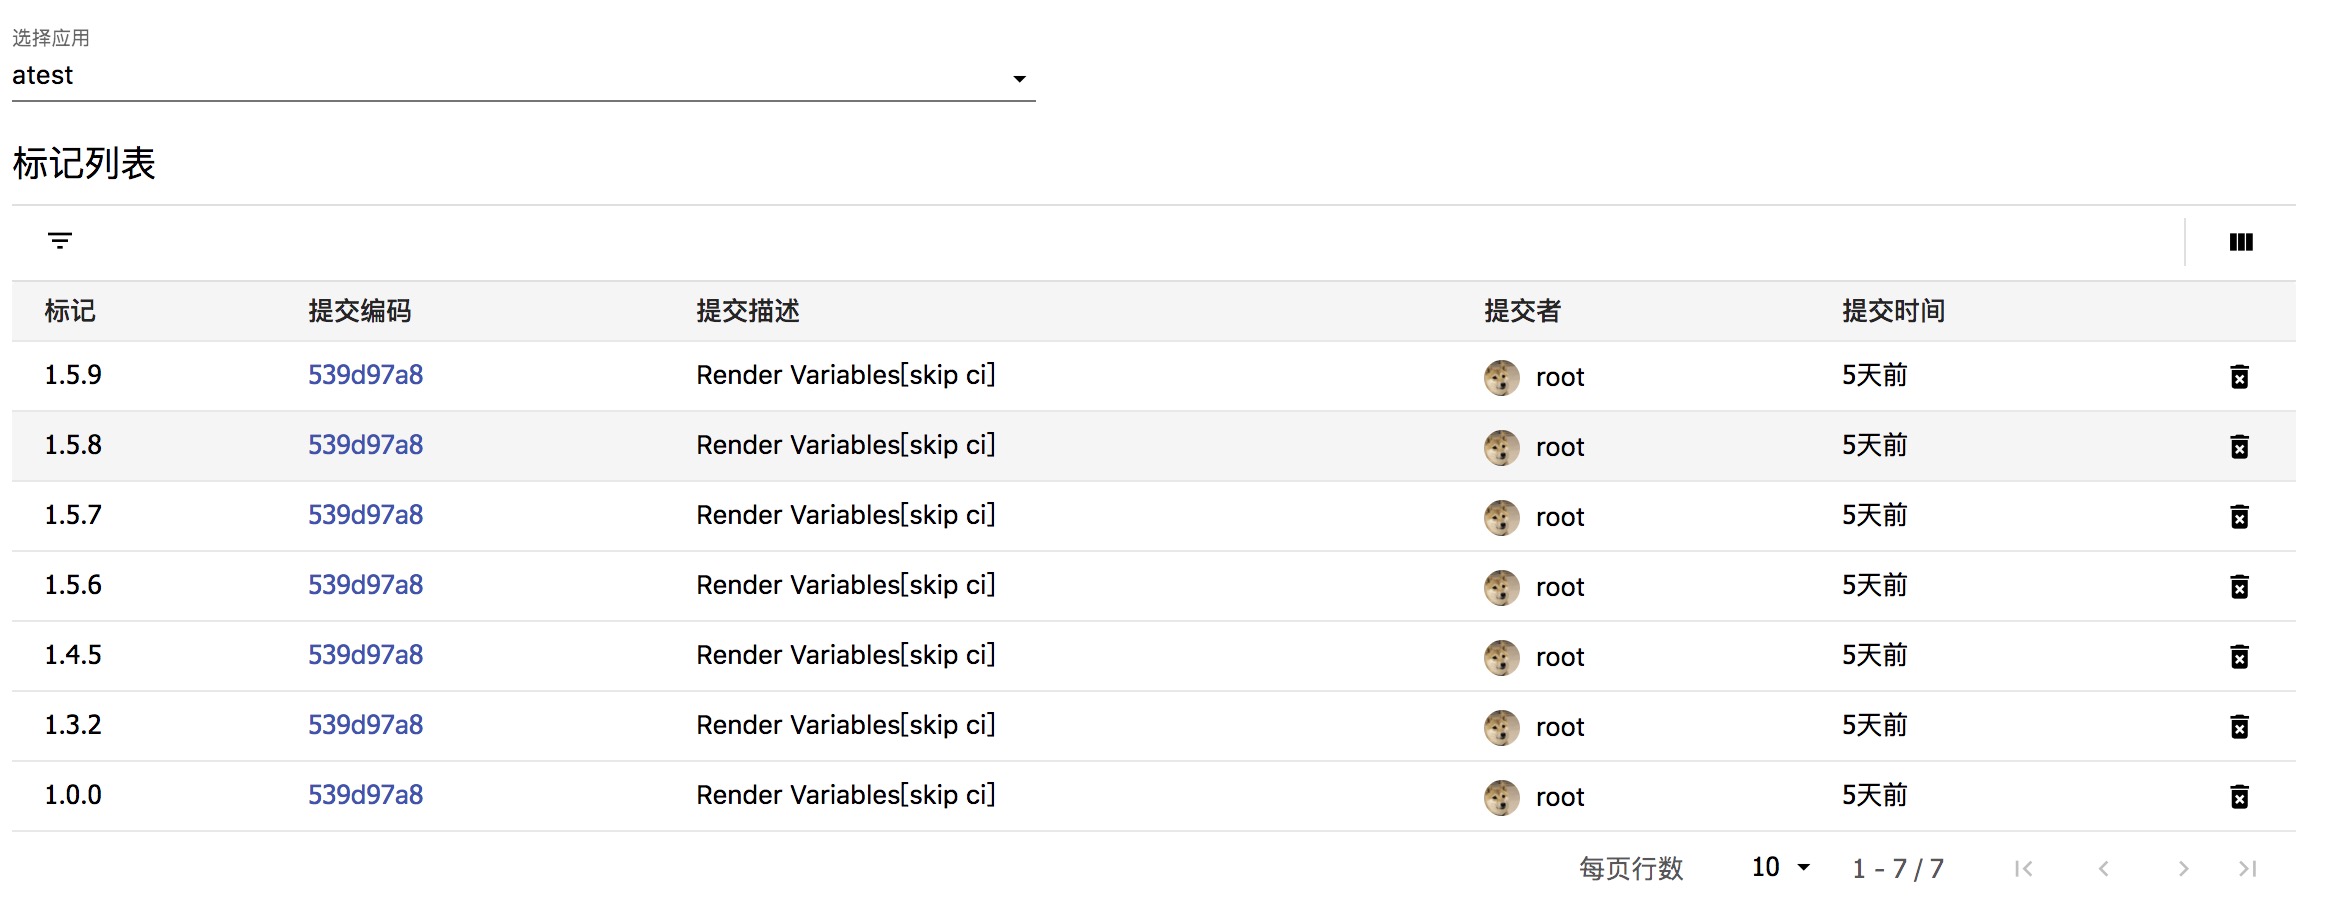 选择应用
atest
标记列表
标记 提交编码 提交描述 提交者 提交时间
1.5.9 539d97a8 Render Variables[skip ci] root 5天前
1.5.8 539d97a8 Render Variables[skip ci] root 5天前
1.5.7 539d97a8 Render Variables[skip ci] root 5天前
1.5.6 539d97a8 Render Variables[skip ci] root 5天前
1.4.5 539d97a8 Render Variables[skip ci] root 5天前
1.3.2 539d97a8 Render Variables[skip ci] root 5天前
1.0.0 539d97a8 Render Variables[skip ci] root 5天前
每页行数 10 1 - 7 / 7